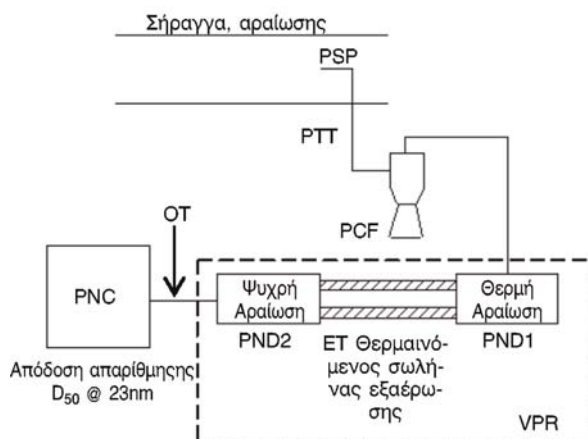 Σήραγγα, αραίωσης
PSP
PTT
PCF
OT
PNC
Ψυχρή
Αραίωση
PND2
Θερμή
Αραίωση
PND1
ET Θερμαινό-
μενος σωλή-
νας εξαέρω-
σης
Απόδοση απαρίθμησης
D₅₀ @ 23nm
VPR